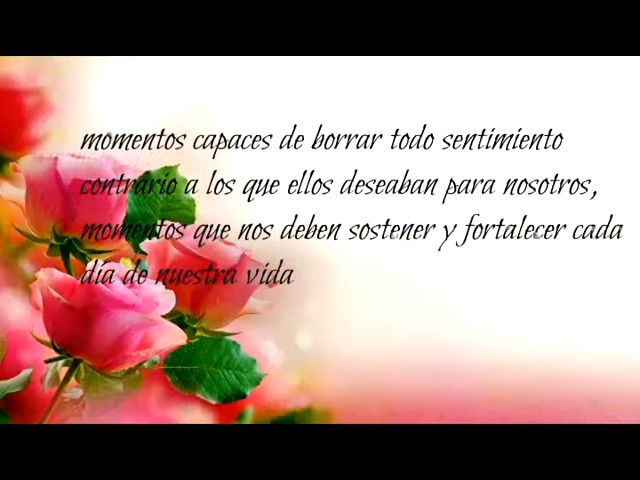 momentos capaces de borrar todo sentimiento
contrario a los que ellos deseaban para nosotros,
momentos que nos deben sostener y fortalecer cada
día de nuestra vida